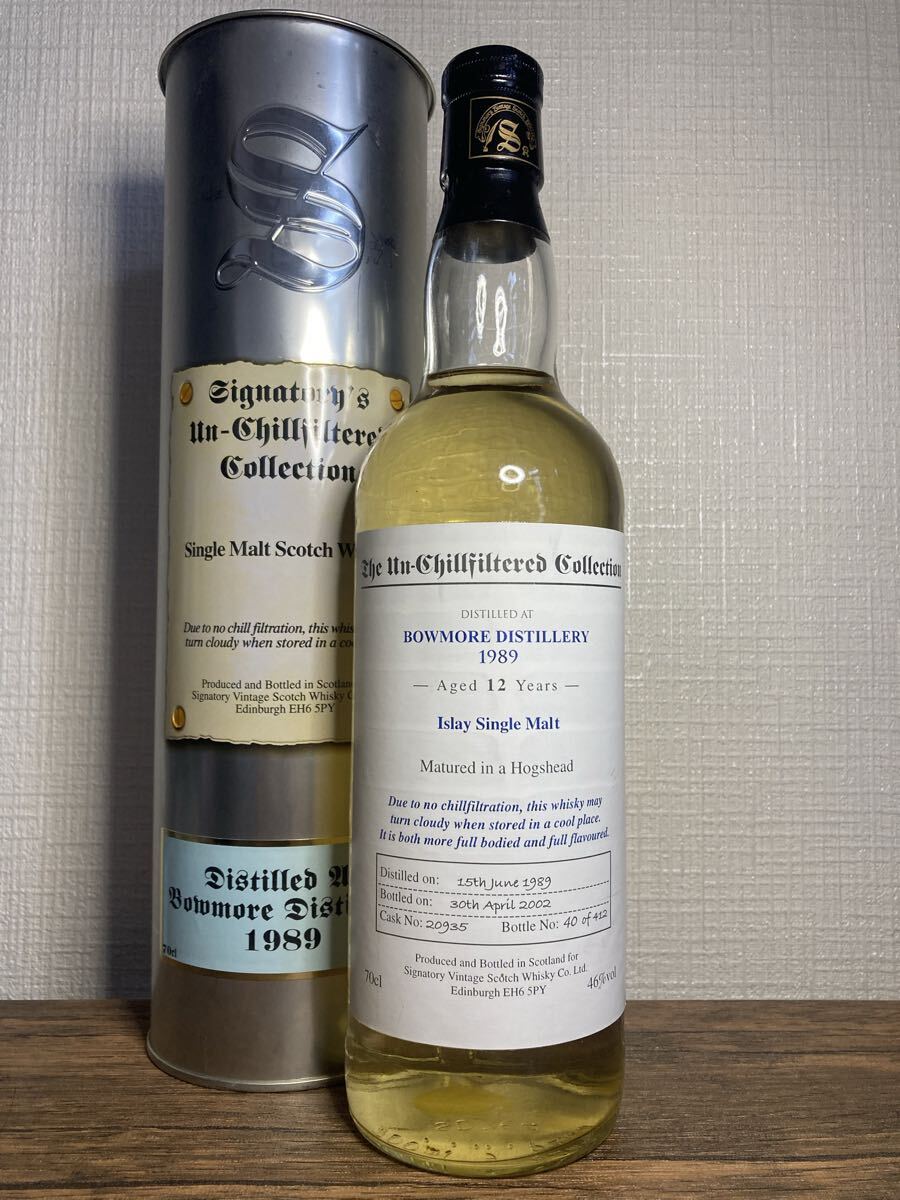 S
Signatory's
Un-Chillfiltered
Collection
Single Malt Scotch
Due to no chill filtration, this
turn cloudy when stored in a
Produced and Bottled in Scotland
Signatory Vintage Scotch Whisky
Edinburgh EH6 5PY
Distilled
Bowmore
1989
70cl
S
The Un-Chillfiltered Collection
DISTILLED AT
BOWMORE DISTILLERY
1989
— Aged 12 Years —
Islay Single Malt
Matured in a Hogshead
Due to no chillfiltration, this whisky may
turn cloudy when stored in a cool place.
It is both more full bodied and full flavoured.
Distilled on: 15th June 1989
Bottled on: 30th April 2002
Cask No: 20935 Bottle No: 40 of 412
Produced and Bottled in Scotland for
Signatory Vintage Scotch Whisky Co. Ltd.
Edinburgh EH6 5PY
70cl 46%vol